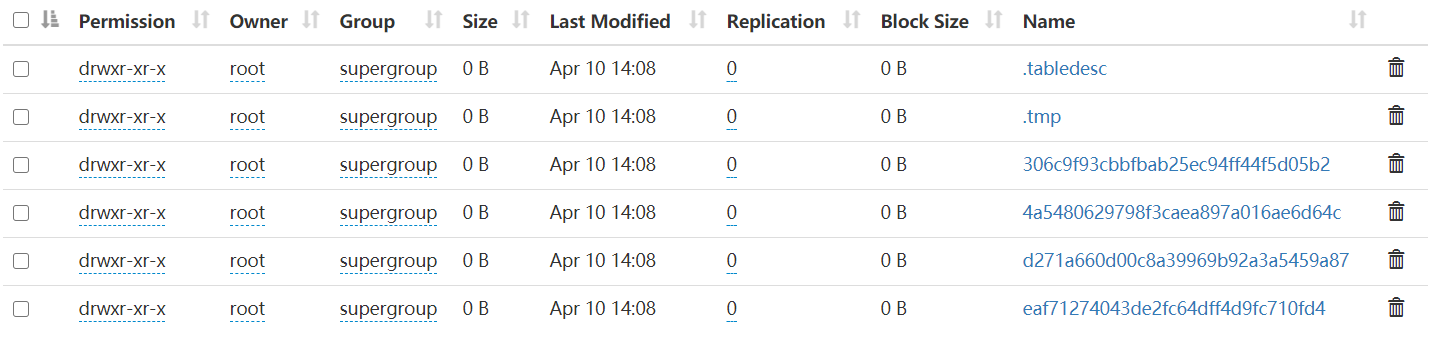 Permission Owner Group Size Last Modified Replication Block Size Name
drwxr-xr-x root supergroup 0 B Apr 10 14:08 0 0 B .tabledesc
drwxr-xr-x root supergroup 0 B Apr 10 14:08 0 0 B .tmp
drwxr-xr-x root supergroup 0 B Apr 10 14:08 0 0 B 306c9f93cbbfbab25ec94ff44f5d05b2
drwxr-xr-x root supergroup 0 B Apr 10 14:08 0 0 B 4a5480629798f3caea897a016ae6d64c
drwxr-xr-x root supergroup 0 B Apr 10 14:08 0 0 B d271a660d00c8a39969b92a3a5459a87
drwxr-xr-x root supergroup 0 B Apr 10 14:08 0 0 B eaf71274043de2fc64dff4d9fc710fd4